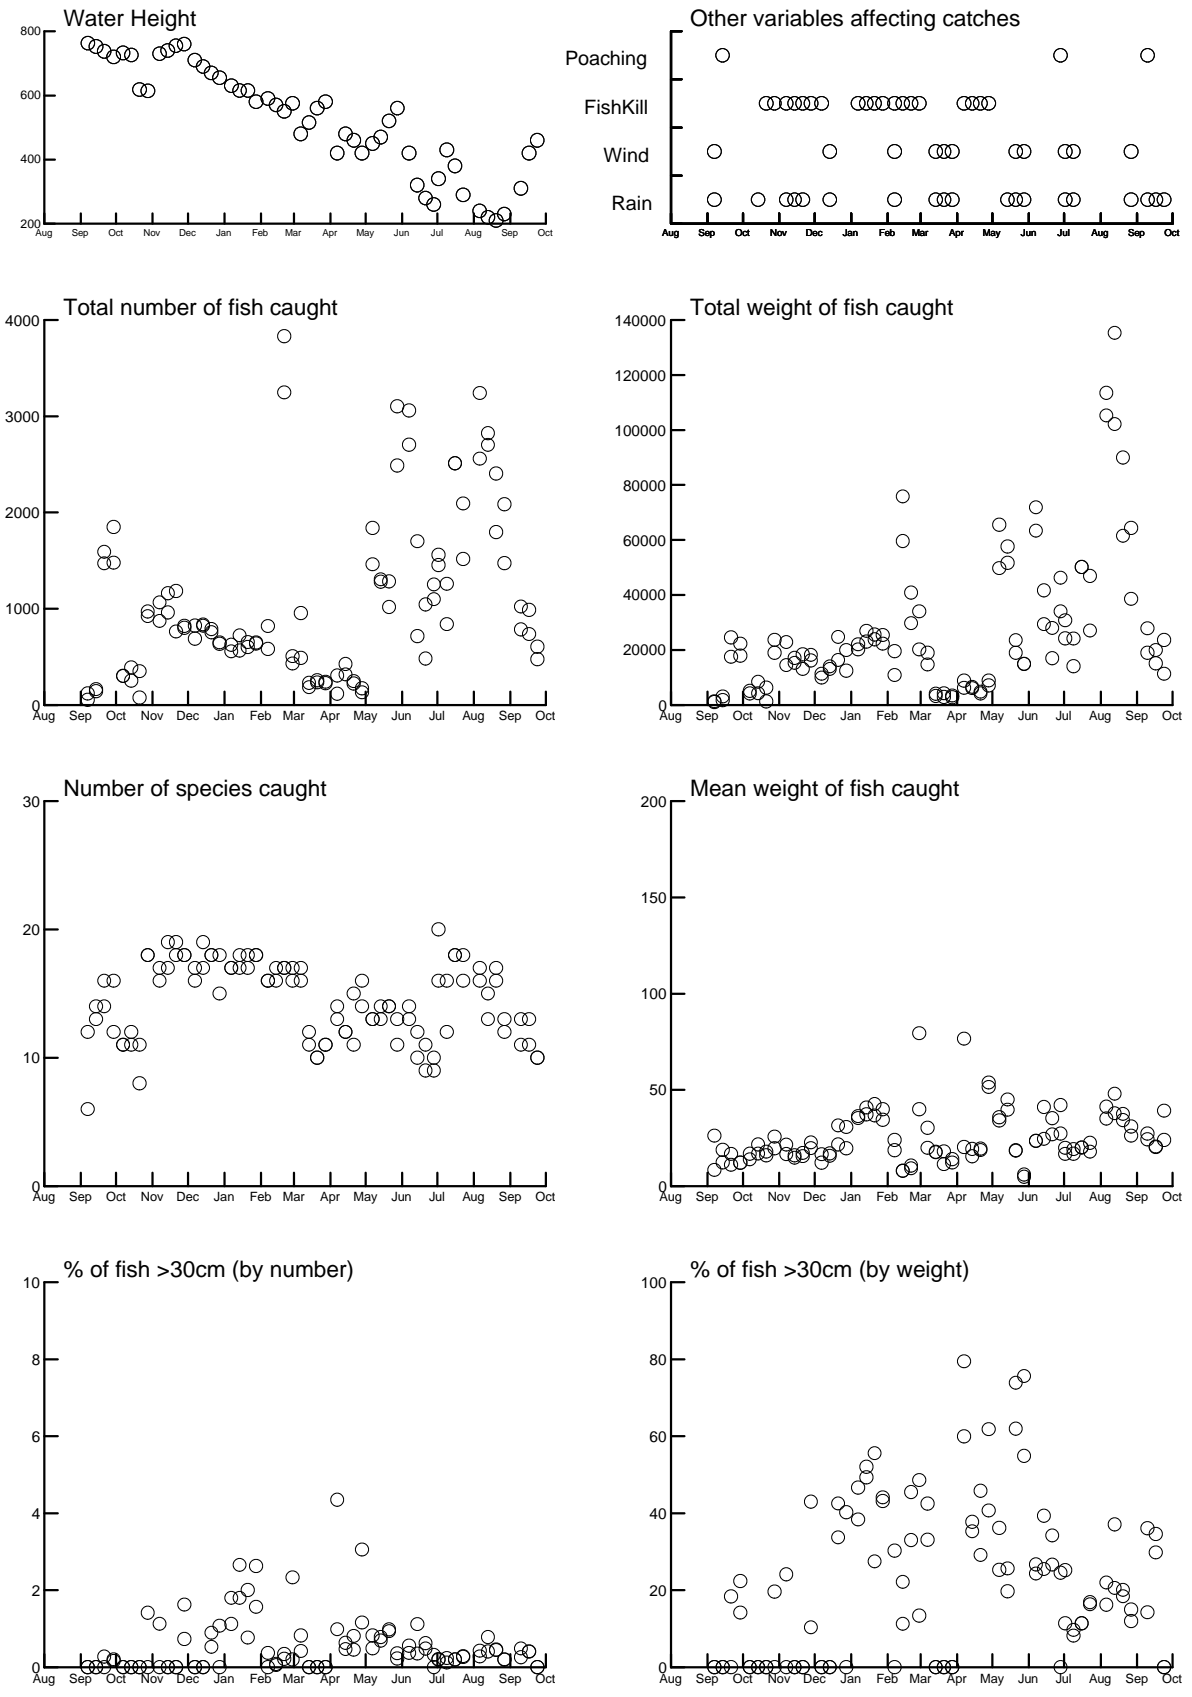 Water Height
800
600
400
200
Aug Sep Oct Nov Dec Jan Feb Mar Apr May Jun Jul Aug Sep Oct
Other variables affecting catches
Poaching
FishKill
Wind
Rain
Aug Sep Oct Nov Dec Jan Feb Mar Apr May Jun Jul Aug Sep Oct
Total number of fish caught
4000
3000
2000
1000
0
Aug Sep Oct Nov Dec Jan Feb Mar Apr May Jun Jul Aug Sep Oct
Total weight of fish caught
140000
120000
100000
80000
60000
40000
20000
0
Aug Sep Oct Nov Dec Jan Feb Mar Apr May Jun Jul Aug Sep Oct
Number of species caught
30
20
10
0
Aug Sep Oct Nov Dec Jan Feb Mar Apr May Jun Jul Aug Sep Oct
Mean weight of fish caught
200
150
100
50
0
Aug Sep Oct Nov Dec Jan Feb Mar Apr May Jun Jul Aug Sep Oct
% of fish >30cm (by number)
10
8
6
4
2
0
Aug Sep Oct Nov Dec Jan Feb Mar Apr May Jun Jul Aug Sep Oct
% of fish >30cm (by weight)
100
80
60
40
20
0
Aug Sep Oct Nov Dec Jan Feb Mar Apr May Jun Jul Aug Sep Oct